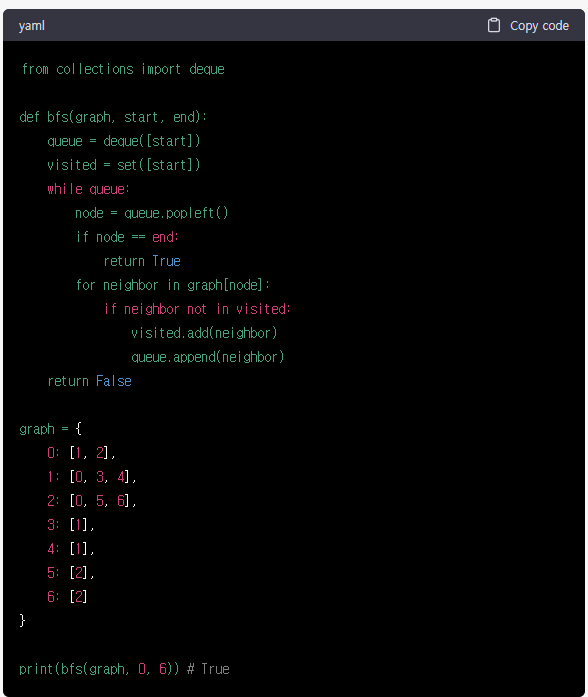 yaml
Copy code
from collections import deque
def bfs(graph, start, end):
    queue = deque([start])
    visited = set([start])
    while queue:
        node = queue.popleft()
        if node == end:
            return True
        for neighbor in graph[node]:
            if neighbor not in visited:
                visited.add(neighbor)
                queue.append(neighbor)
    return False
graph = {
    0: [1, 2],
    1: [0, 3, 4],
    2: [0, 5, 6],
    3: [1],
    4: [1],
    5: [2],
    6: [2]
}
print(bfs(graph, 0, 6)) # True